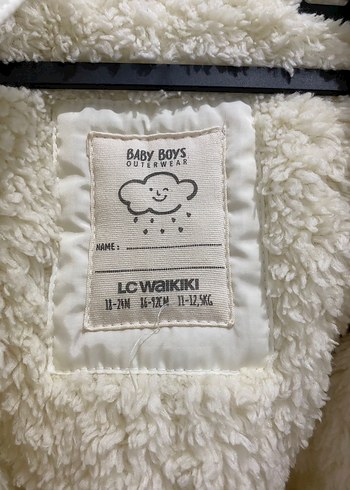 BABY BOYS
OUTERWEAR
NAME:
LC WAIKIKI
18-24M 86-92CM 11-12,5KG